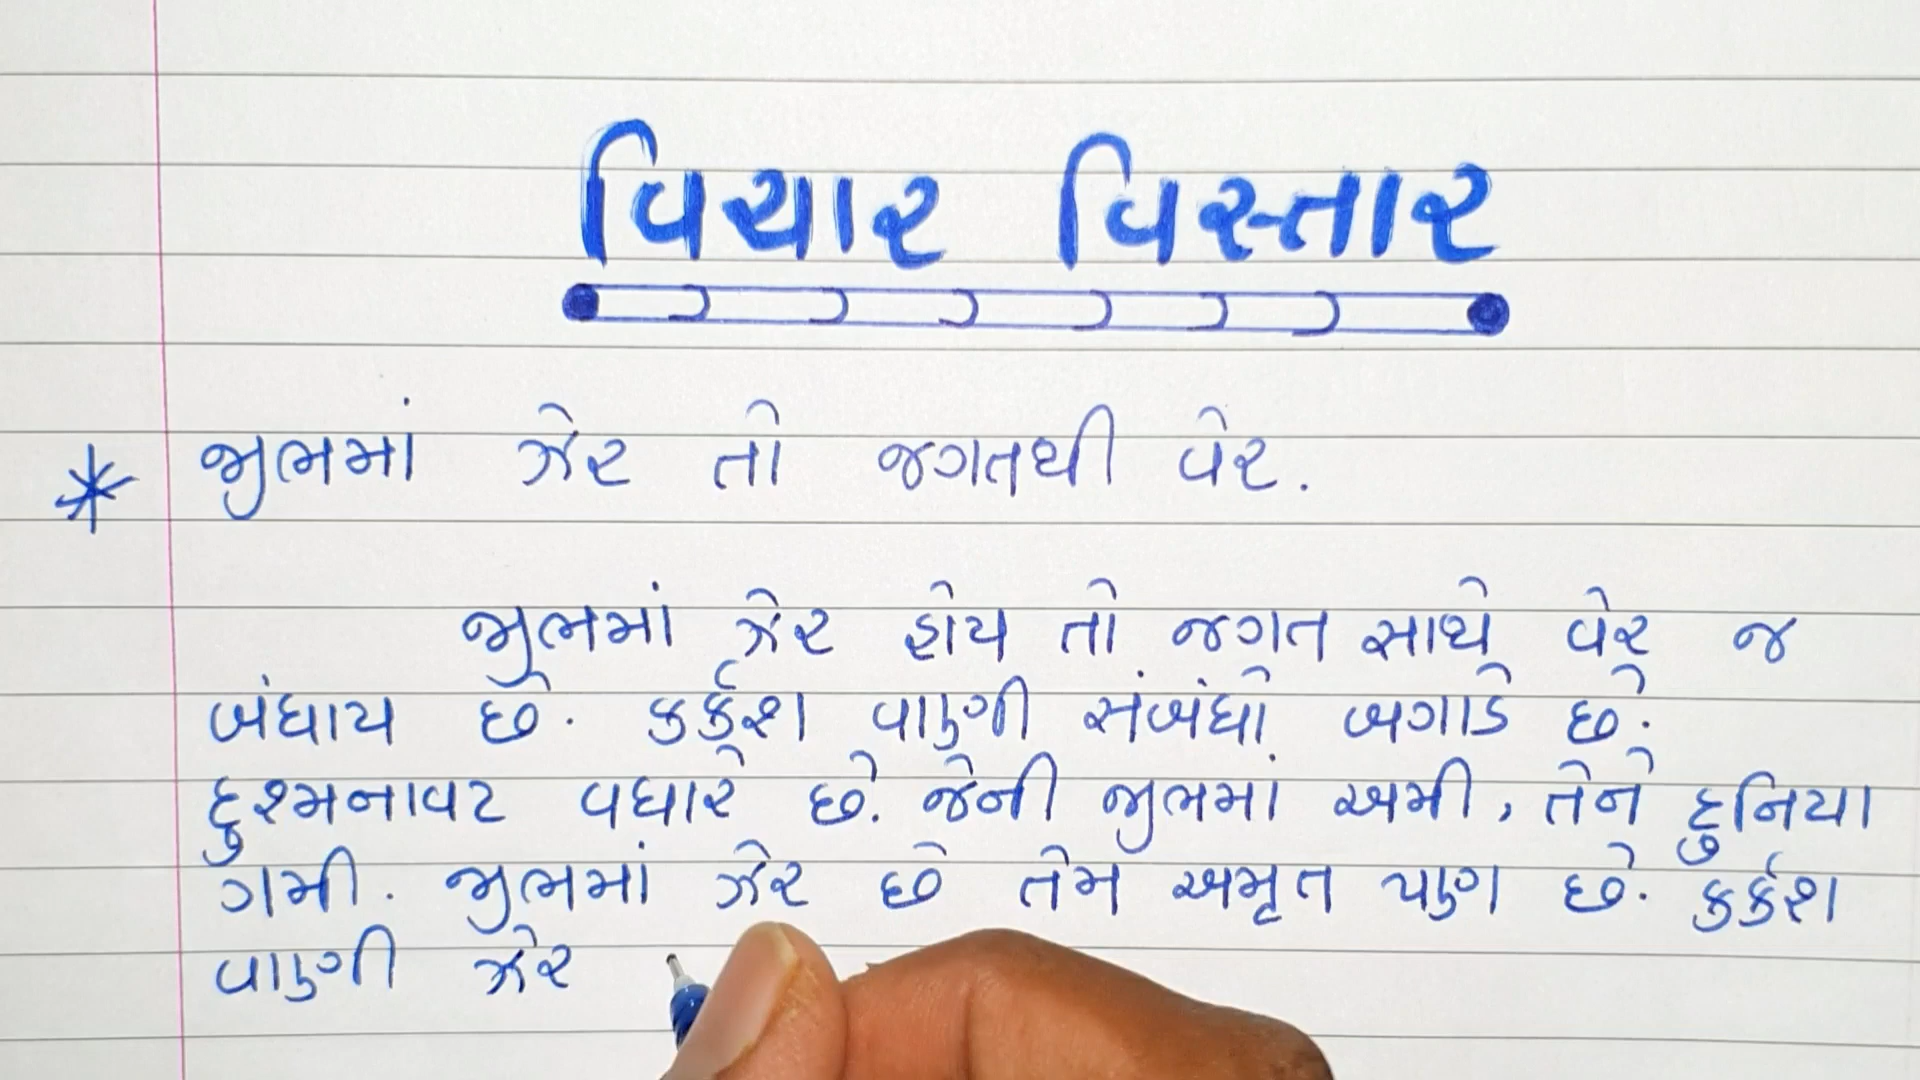 વિચાર વિસ્તાર
* જીભમાં ઝેર તો જગતથી વેર.
જીભમાં ઝેર હોય તો જગત સાથે વેર જ
બંધાય છે. કર્કશ વાણી સંબંધો બગાડે છે.
દુશ્મનાવટ વધારે છે. જેની જીભમાં અમી, તેને દુનિયા
ગમી. જીભમાં ઝેર છે તેમ અમૃત પણ છે. કર્કશ
વાણી ઝેર